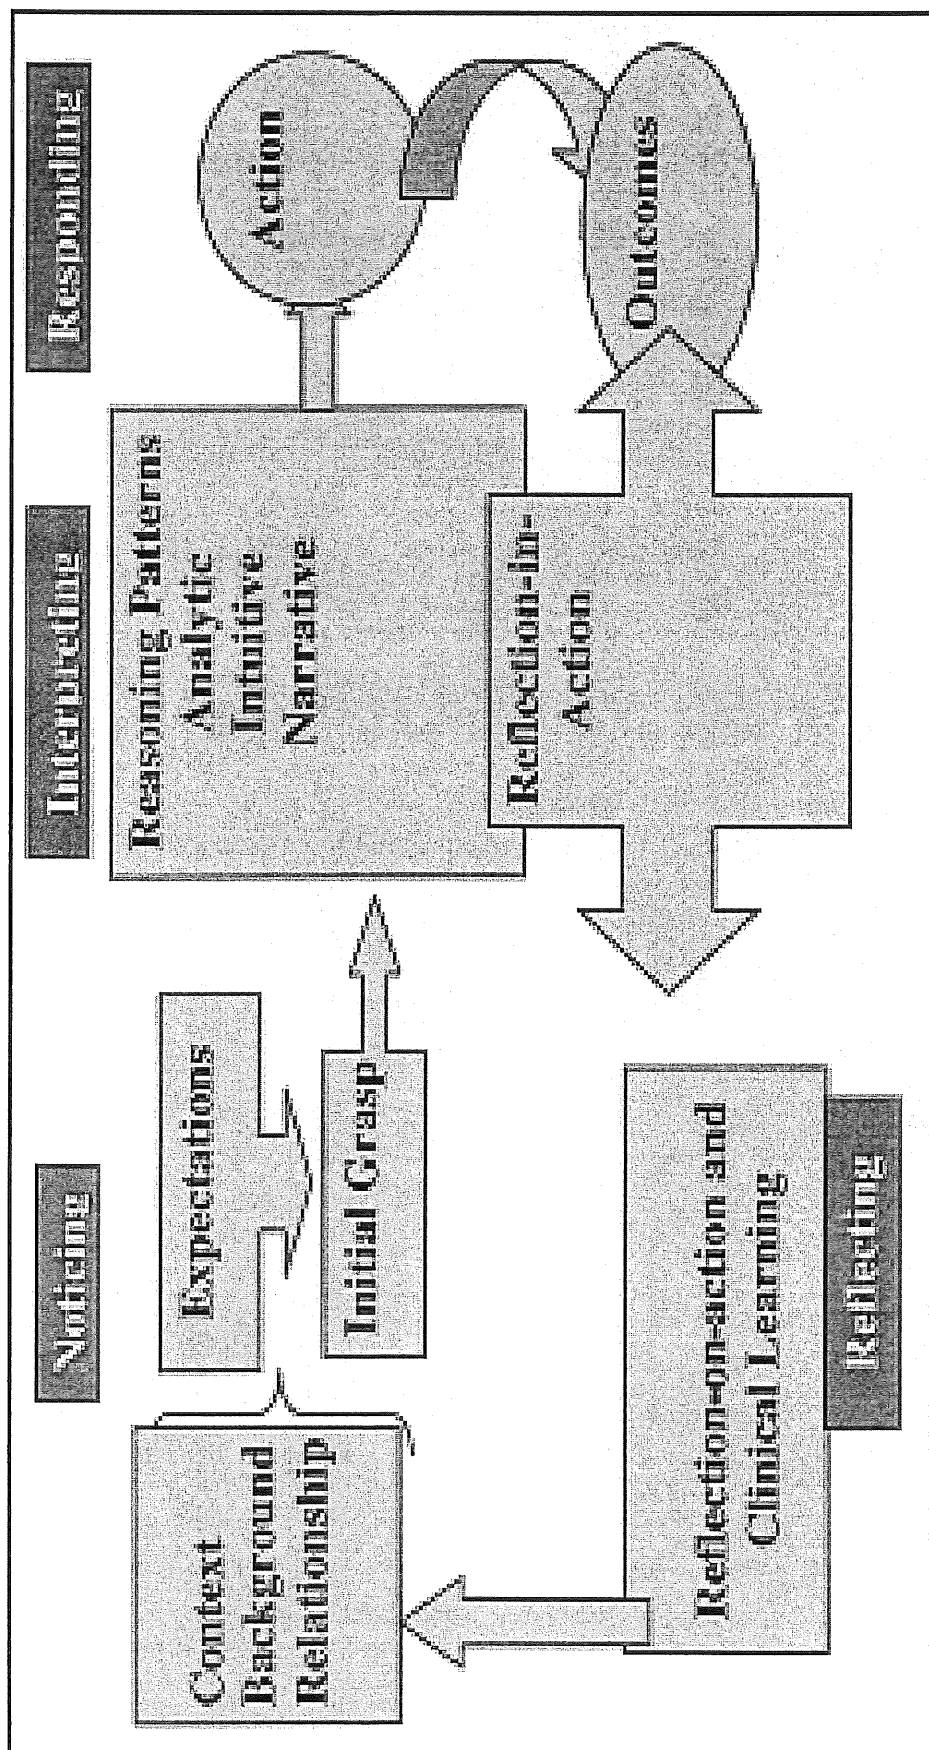 Noticing
Interpreting
Responding
Context
Background
Relationship
Expectations
Initial Grasp
Reasoning Patterns
Analytic
Intuitive
Narrative
Action
Reflection-in-
Action
Outcomes
Reflection-on-action and
Clinical Learning
Reflecting